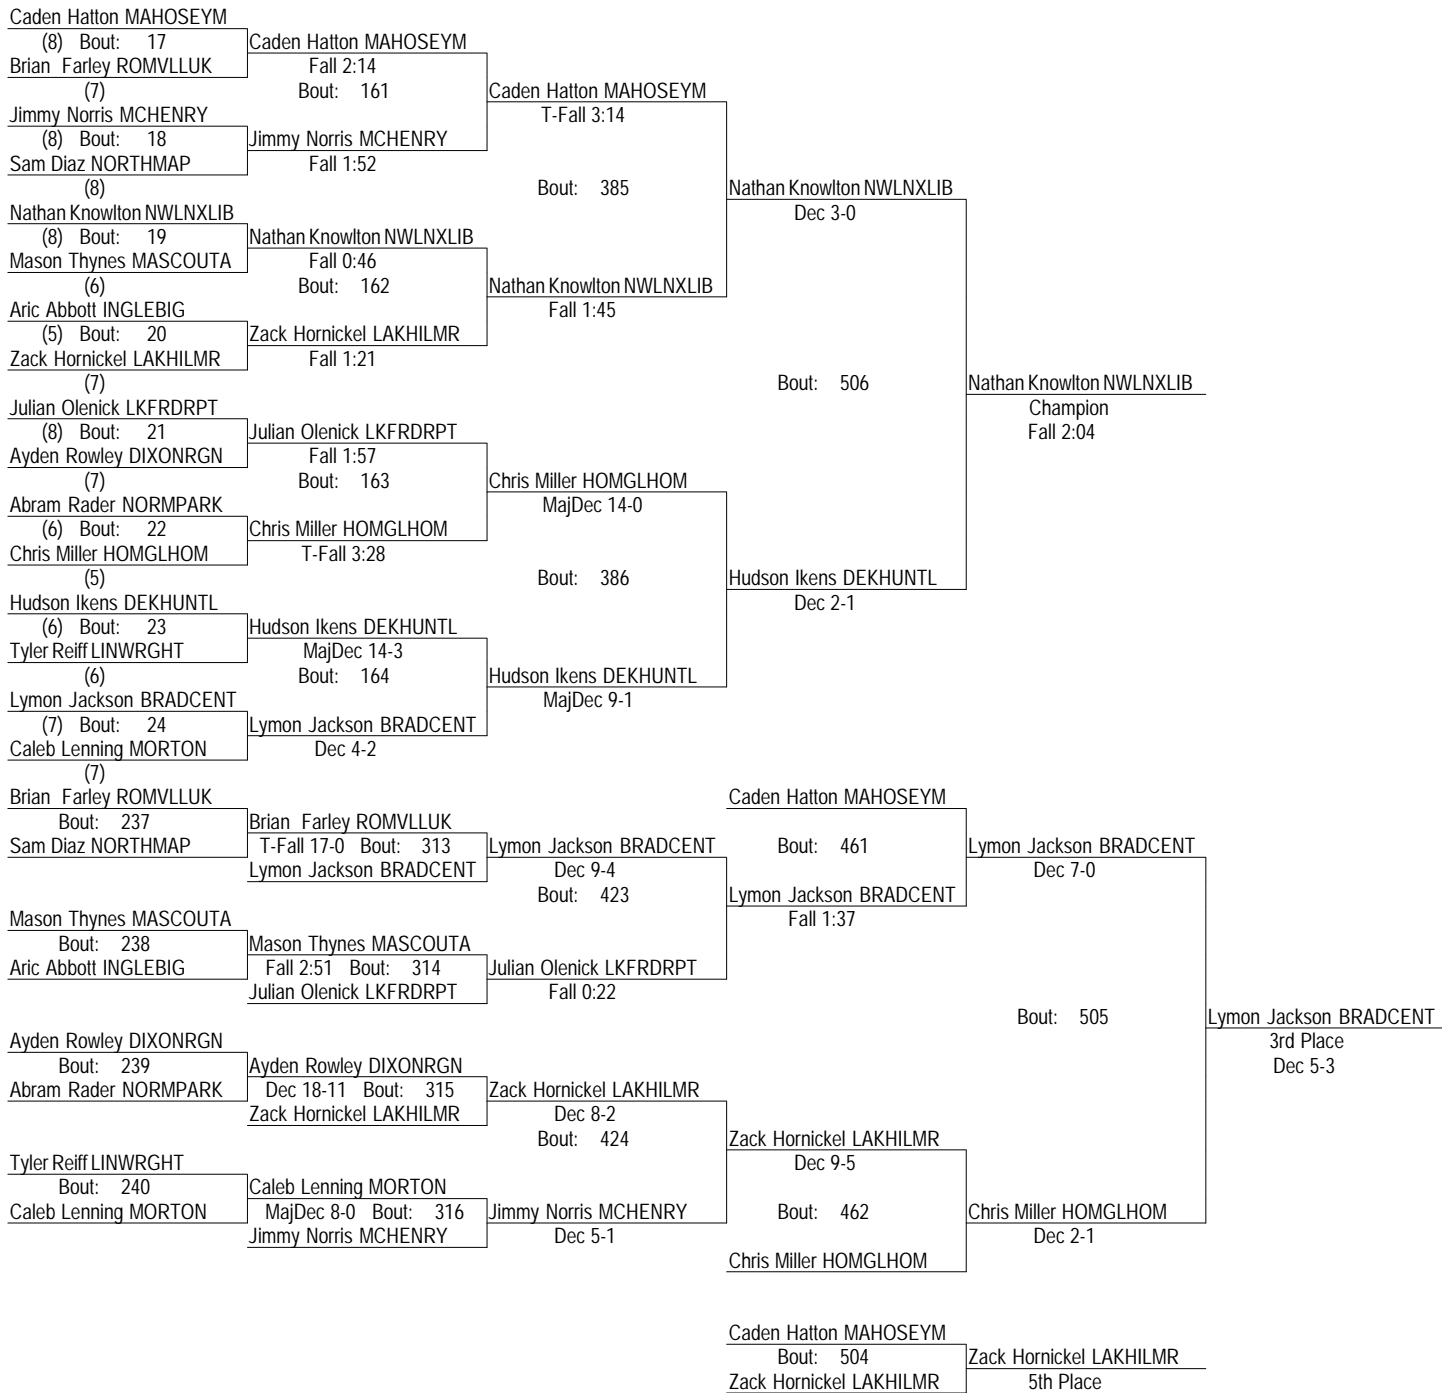 Caden Hatton MAHOSEYM
(8) Bout: 17 Caden Hatton MAHOSEYM
Brian Farley ROMVLLUK Fall 2:14
(7) Bout: 161 Caden Hatton MAHOSEYM
Jimmy Norris MCHENRY T-Fall 3:14
(8) Bout: 18 Jimmy Norris MCHENRY
Sam Diaz NORTHMAP Fall 1:52
(8) Bout: 385 Nathan Knowlton NWLNXLIB
Nathan Knowlton NWLNXLIB Dec 3-0
(8) Bout: 19 Nathan Knowlton NWLNXLIB
Mason Thynes MASCOUTA Fall 0:46
(6) Bout: 162 Nathan Knowlton NWLNXLIB
Aric Abbott INGLEBIG Fall 1:45
(5) Bout: 20 Zack Hornickel LAKHILMR
Zack Hornickel LAKHILMR Fall 1:21
(7) Bout: 506 Nathan Knowlton NWLNXLIB
Julian Olenick LKFRDRPT Champion
(8) Bout: 21 Julian Olenick LKFRDRPT Fall 2:04
Ayden Rowley DIXONRGN Fall 1:57
(7) Bout: 163 Chris Miller HOMGLHOM
Abram Rader NORMPARK MajDec 14-0
(6) Bout: 22 Chris Miller HOMGLHOM
Chris Miller HOMGLHOM T-Fall 3:28
(5) Bout: 386 Hudson Ikens DEKHUNTL
Hudson Ikens DEKHUNTL Dec 2-1
(6) Bout: 23 Hudson Ikens DEKHUNTL
Tyler Reiff LINWRGHT MajDec 14-3
(6) Bout: 164 Hudson Ikens DEKHUNTL
Lymon Jackson BRADCENT MajDec 9-1
(7) Bout: 24 Lymon Jackson BRADCENT
Caleb Lenning MORTON Dec 4-2
(7)
Brian Farley ROMVLLUK Caden Hatton MAHOSEYM
Bout: 237 Brian Farley ROMVLLUK
Sam Diaz NORTHMAP T-Fall 17-0 Bout: 313 Lymon Jackson BRADCENT Bout: 461 Lymon Jackson BRADCENT
Lymon Jackson BRADCENT Dec 9-4 Dec 7-0
Bout: 423 Lymon Jackson BRADCENT
Mason Thynes MASCOUTA Fall 1:37
Bout: 238 Mason Thynes MASCOUTA
Aric Abbott INGLEBIG Fall 2:51 Bout: 314 Julian Olenick LKFRDRPT
Julian Olenick LKFRDRPT Fall 0:22
Bout: 505 Lymon Jackson BRADCENT
Ayden Rowley DIXONRGN 3rd Place
Bout: 239 Ayden Rowley DIXONRGN Dec 5-3
Abram Rader NORMPARK Dec 18-11 Bout: 315 Zack Hornickel LAKHILMR
Zack Hornickel LAKHILMR Dec 8-2
Bout: 424 Zack Hornickel LAKHILMR
Tyler Reiff LINWRGHT Dec 9-5
Bout: 240 Caleb Lenning MORTON
Caleb Lenning MORTON MajDec 8-0 Bout: 316 Jimmy Norris MCHENRY Bout: 462 Chris Miller HOMGLHOM
Jimmy Norris MCHENRY Dec 5-1 Dec 2-1
Chris Miller HOMGLHOM
Caden Hatton MAHOSEYM
Bout: 504 Zack Hornickel LAKHILMR
Zack Hornickel LAKHILMR 5th Place